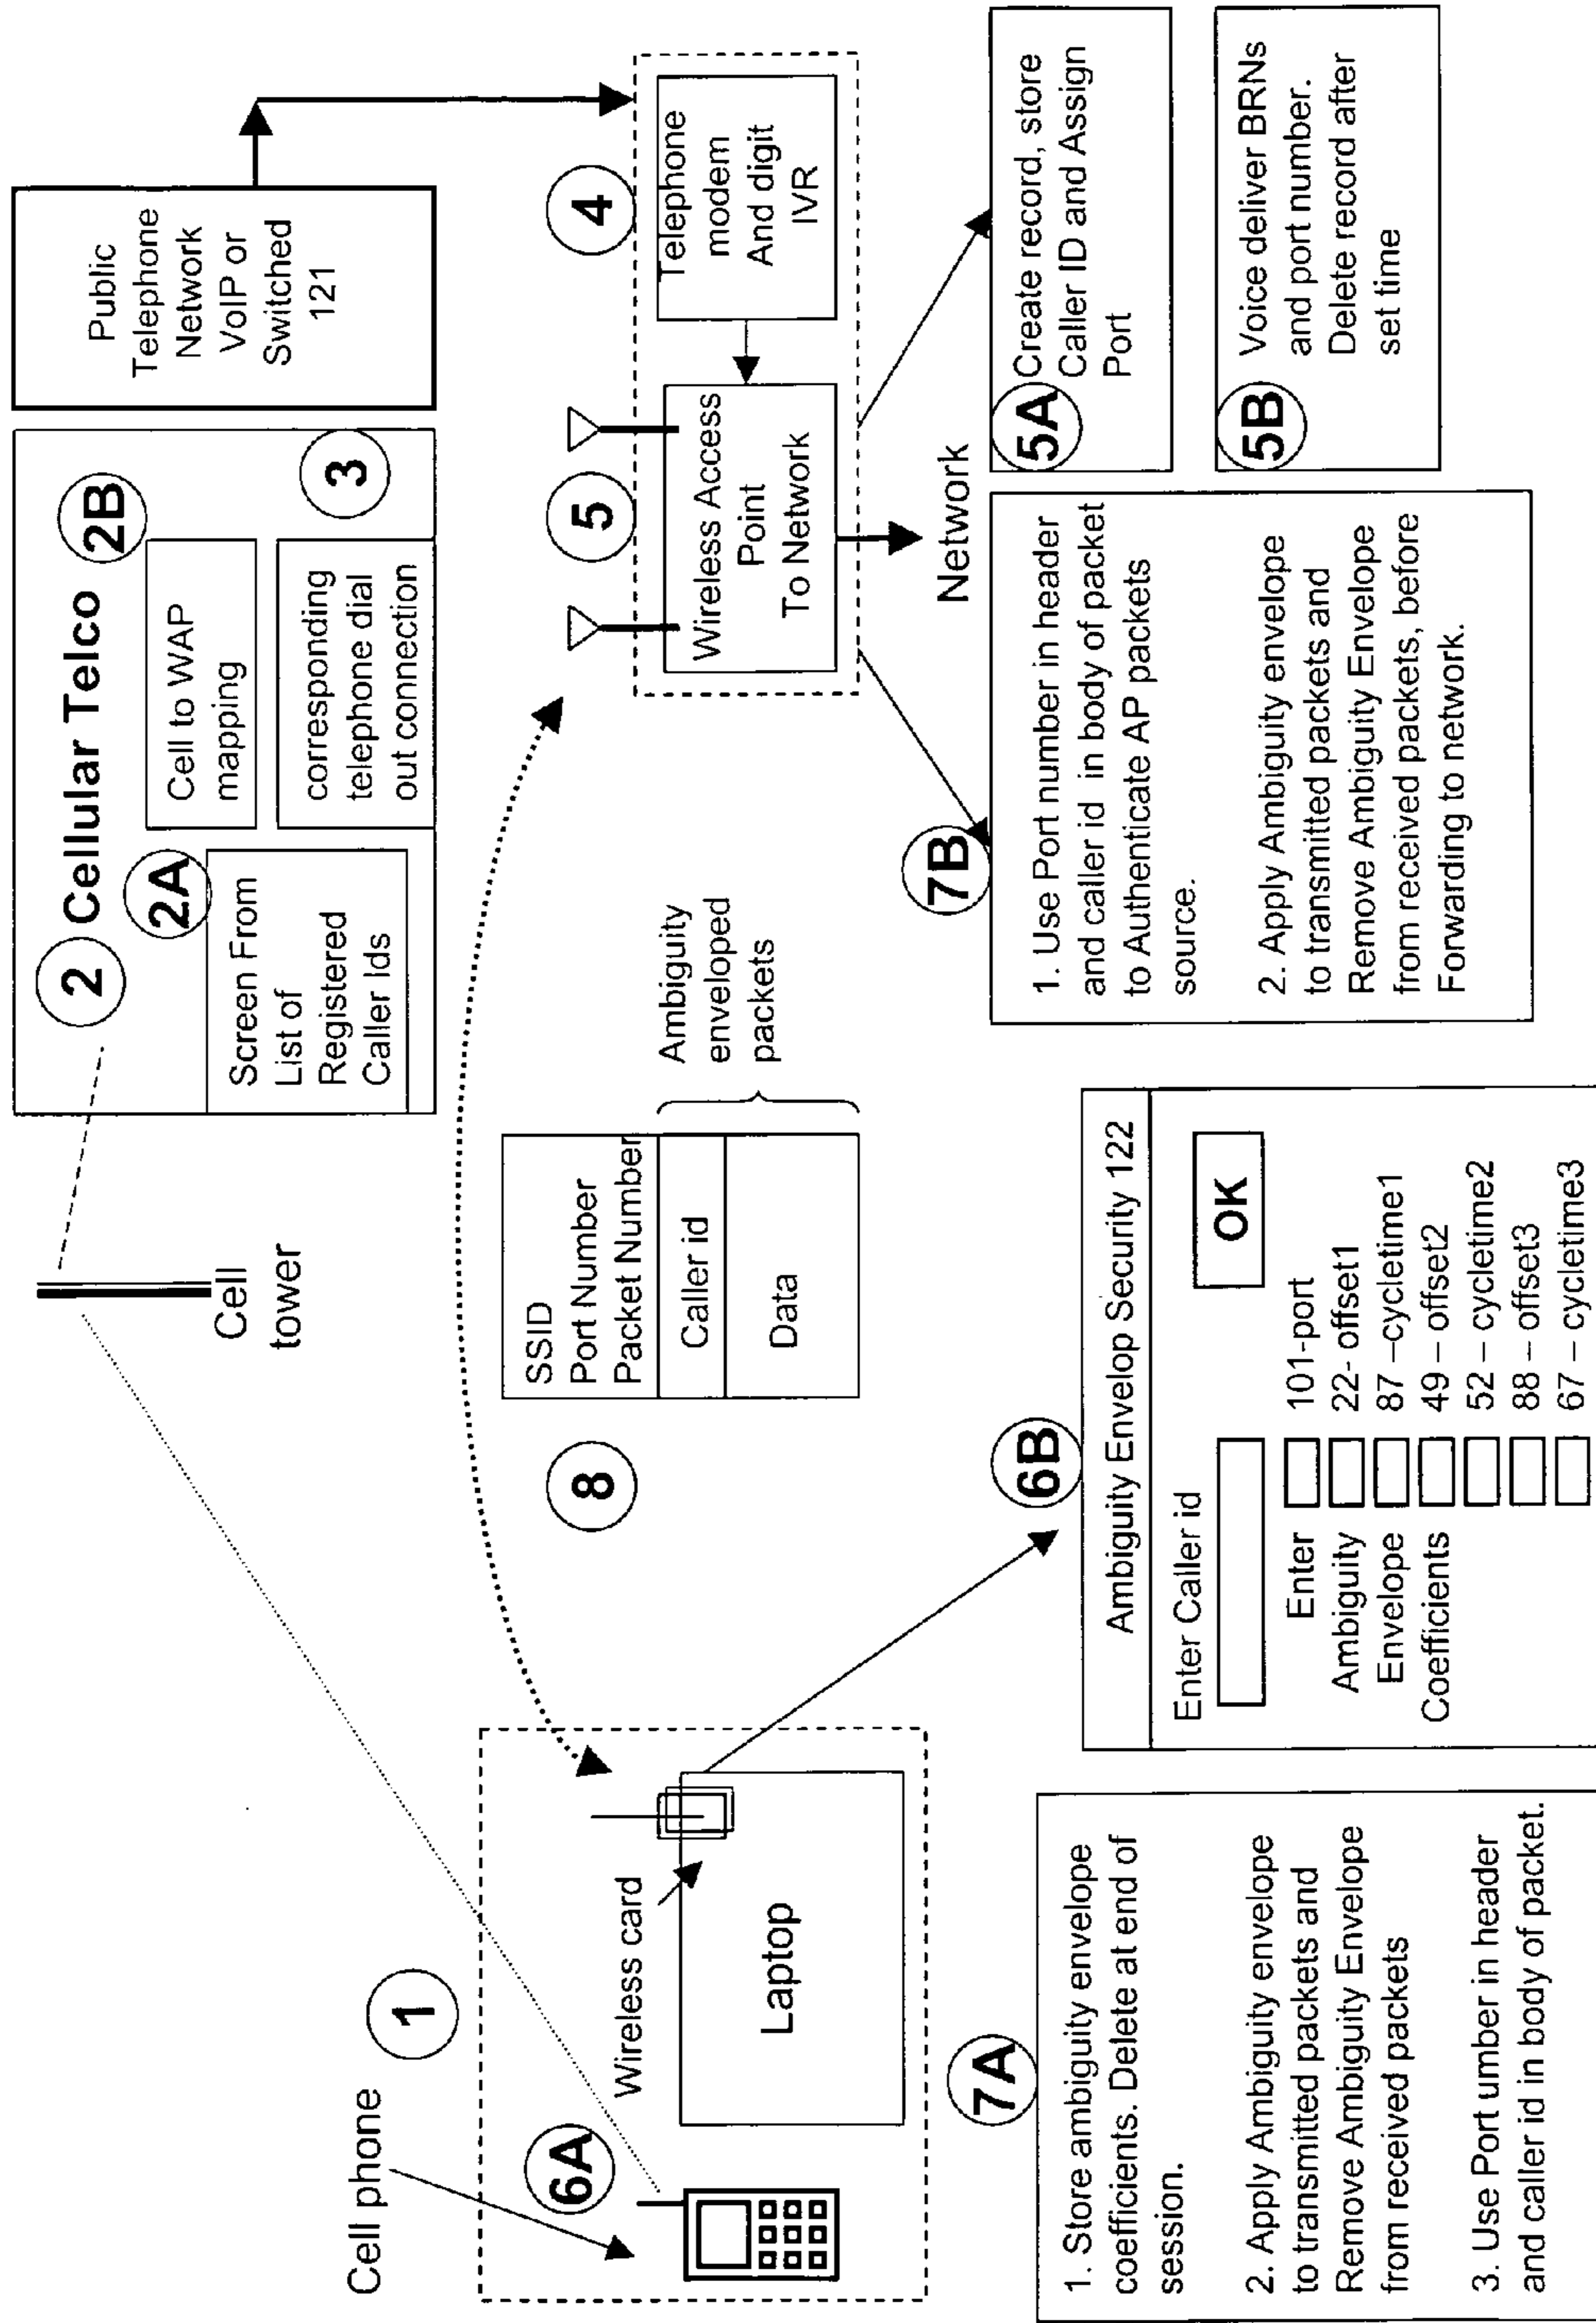 Cell phone
1
6A
Wireless card
Laptop
Cell
tower
2
Cellular Telco
2B
2A
Screen From
List of
Registered
Caller Ids
Cell to WAP
mapping
3
corresponding
telephone dial
out connection
Public
Telephone
Network
VoIP or
Switched
121
8
SSID
Port Number
Packet Number
Caller id
Data
Ambiguity
enveloped
packets
5
Wireless Access
Point
To Network
4
Telephone
modem
And digit
IVR
Network
7A
1. Store ambiguity envelope
coefficients. Delete at end of
session.
2. Apply Ambiguity envelope
to transmitted packets and
Remove Ambiguity Envelope
from received packets
3. Use Port umber in header
and caller id in body of packet.
6B
Ambiguity Envelop Security 122
Enter Caller id
OK
Enter 101-port
Ambiguity 22- offset1
Envelope 87 –cycletime1
Coefficients 49 – offset2
52 – cycletime2
88 – offset3
67 – cycletime3
7B
1. Use Port number in header
and caller id in body of packet
to Authenticate AP packets
source.
2. Apply Ambiguity envelope
to transmitted packets and
Remove Ambiguity Envelope
from received packets, before
Forwarding to network.
5A
Create record, store
Caller ID and Assign
Port
5B
Voice deliver BRNs
and port number.
Delete record after
set time